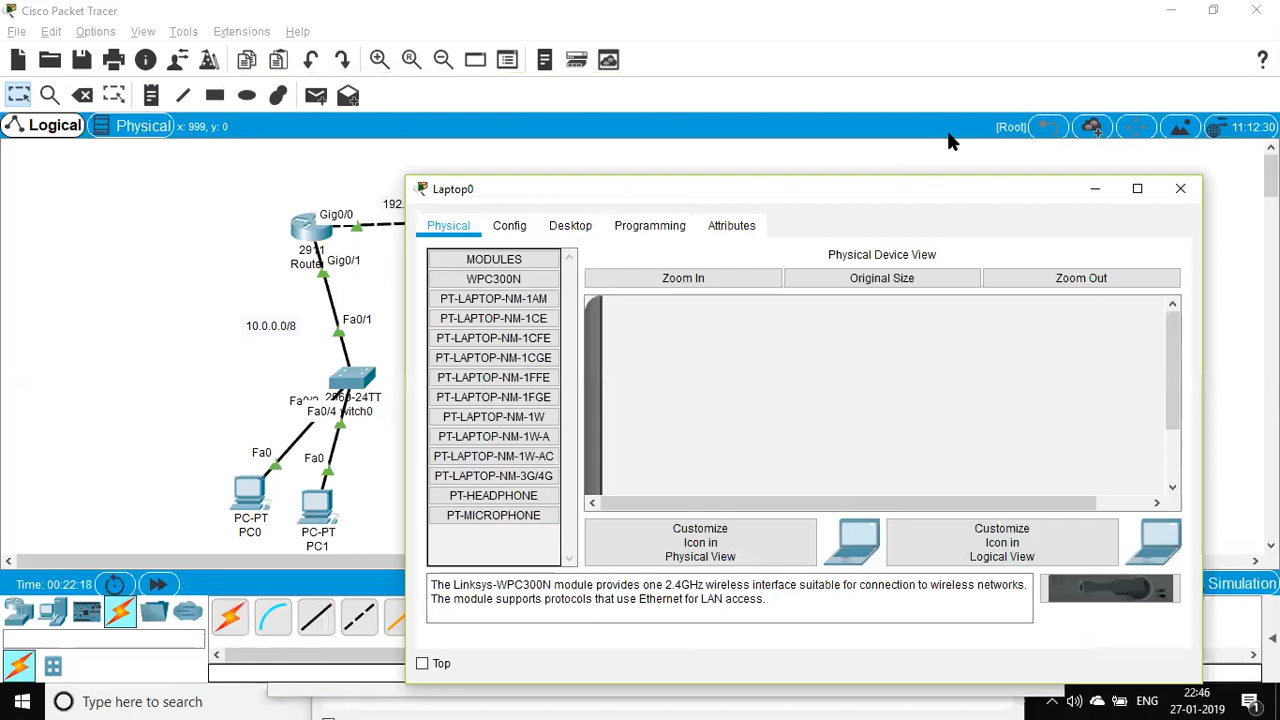 Cisco Packet Tracer
File Edit Options View Tools Extensions Help
Logical Physical x: 999, y: 0 [Root] 11:12:30
Gig0/0
192.
2911
Gig0/1
10.0.0.0/8
Fa0/1
Fa0/4
Fa0
Fa0
PC-PT
PC0
PC-PT
PC1
Laptop0
Physical Config Desktop Programming Attributes
MODULES
WPC300N
PT-LAPTOP-NM-1AM
PT-LAPTOP-NM-1CE
PT-LAPTOP-NM-1CFE
PT-LAPTOP-NM-1CGE
PT-LAPTOP-NM-1FFE
PT-LAPTOP-NM-1FGE
PT-LAPTOP-NM-1W
PT-LAPTOP-NM-1W-A
PT-LAPTOP-NM-1W-AC
PT-LAPTOP-NM-3G/4G
PT-HEADPHONE
PT-MICROPHONE
Physical Device View
Zoom In Original Size Zoom Out
Customize
Icon in
Physical View
Customize
Icon in
Logical View
The Linksys-WPC300N module provides one 2.4GHz wireless interface suitable for connection to wireless networks.
The module supports protocols that use Ethernet for LAN access.
Top
Time: 00:22:18
Simulation
Type here to search
ENG
22:46
27-01-2019